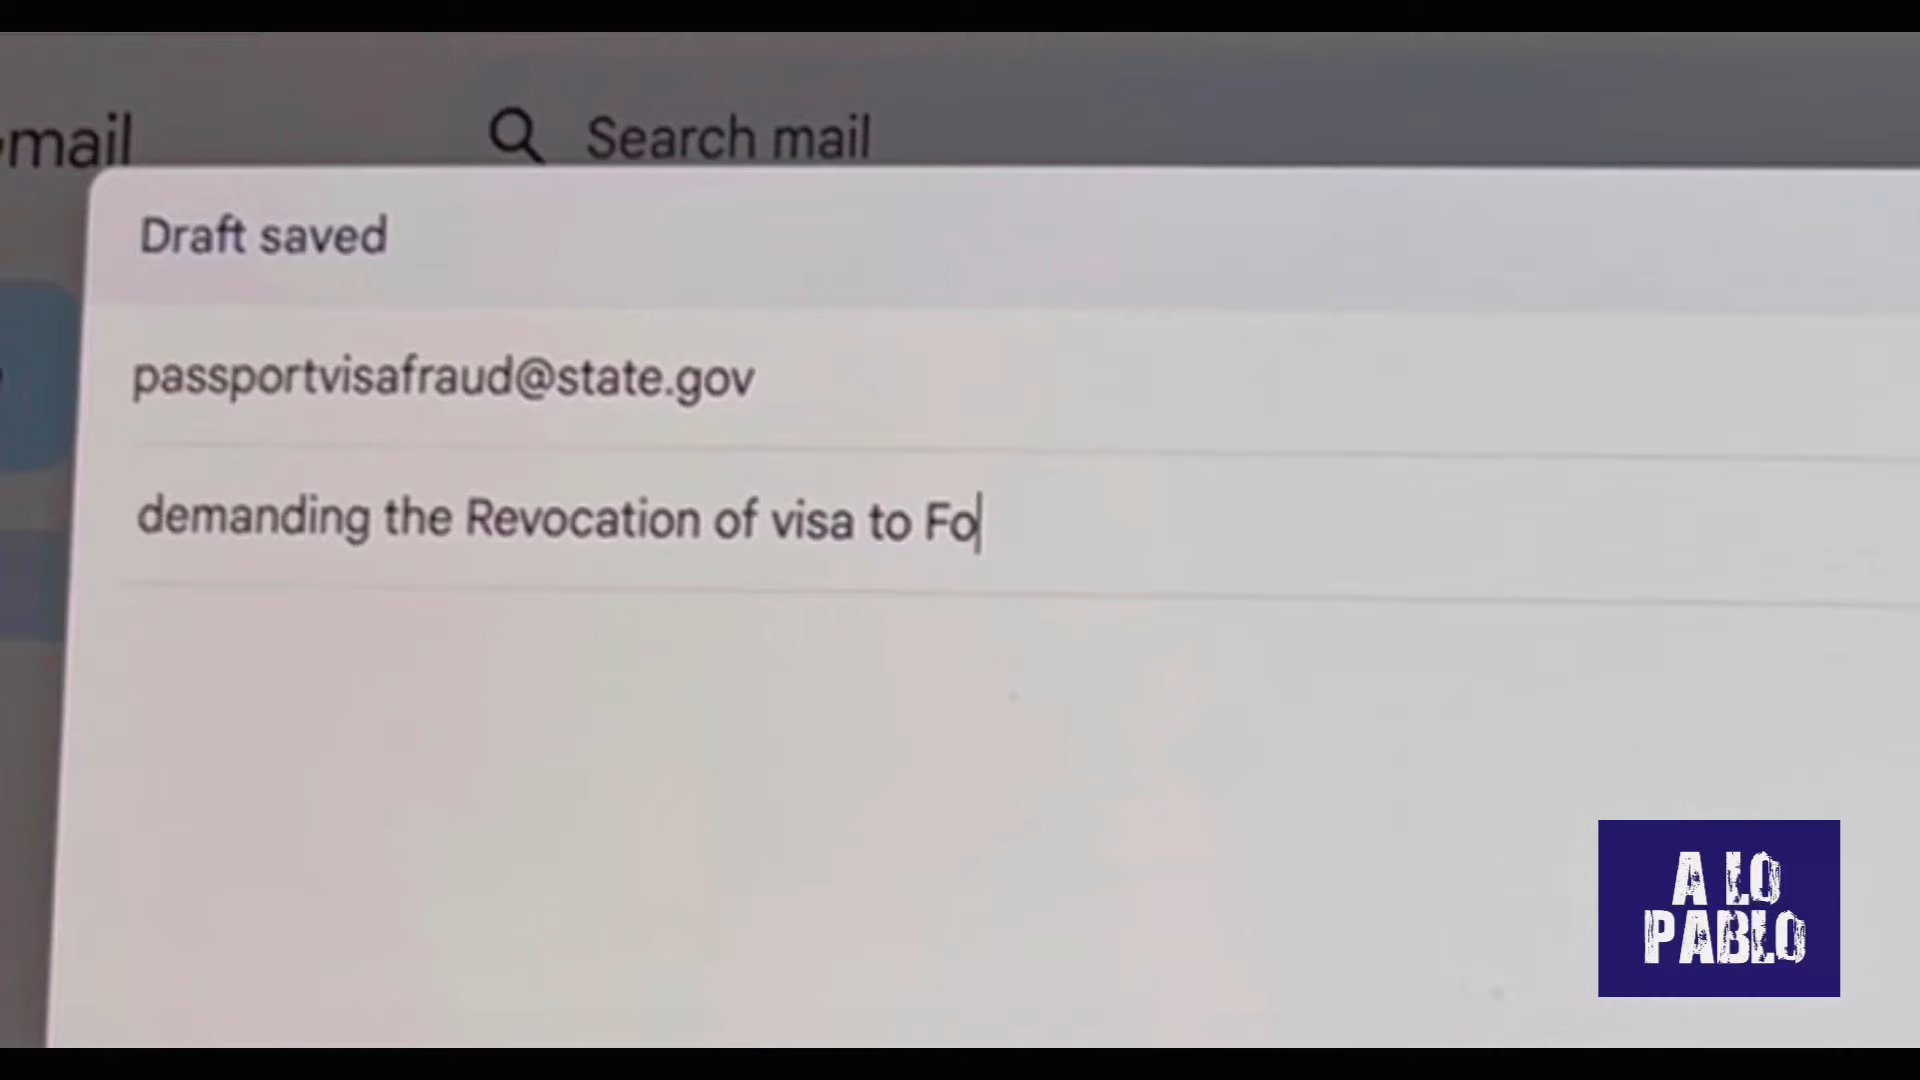 mail
Search mail
Draft saved
passportvisafraud@state.gov
demanding the Revocation of visa to Fo
A LO
PABLO